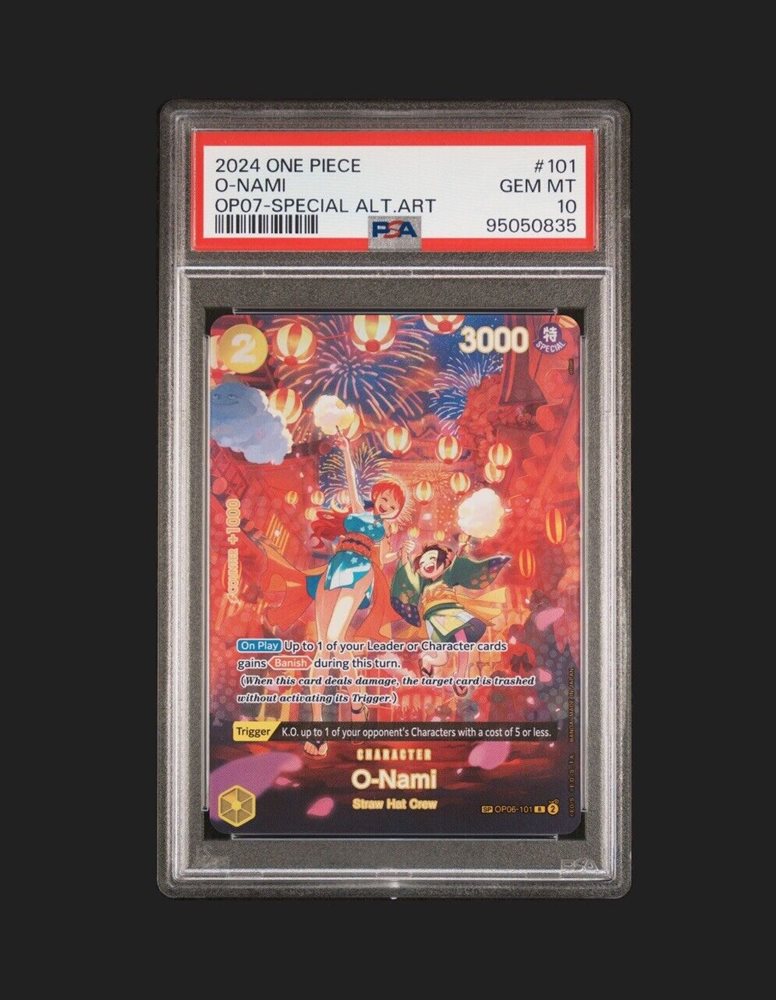 2024 ONE PIECE #101
O-NAMI GEM MT
OP07-SPECIAL ALT.ART 10
PSA 95050835
2 3000 特 SPECIAL
COUNTER +1000
On Play Up to 1 of your Leader or Character cards
gains Banish during this turn.
(When this card deals damage, the target card is trashed
without activating its Trigger.)
Trigger K.O. up to 1 of your opponent's Characters with a cost of 5 or less.
CHARACTER
O-Nami
Straw Hat Crew
SP OP06-101 R 2
PSA